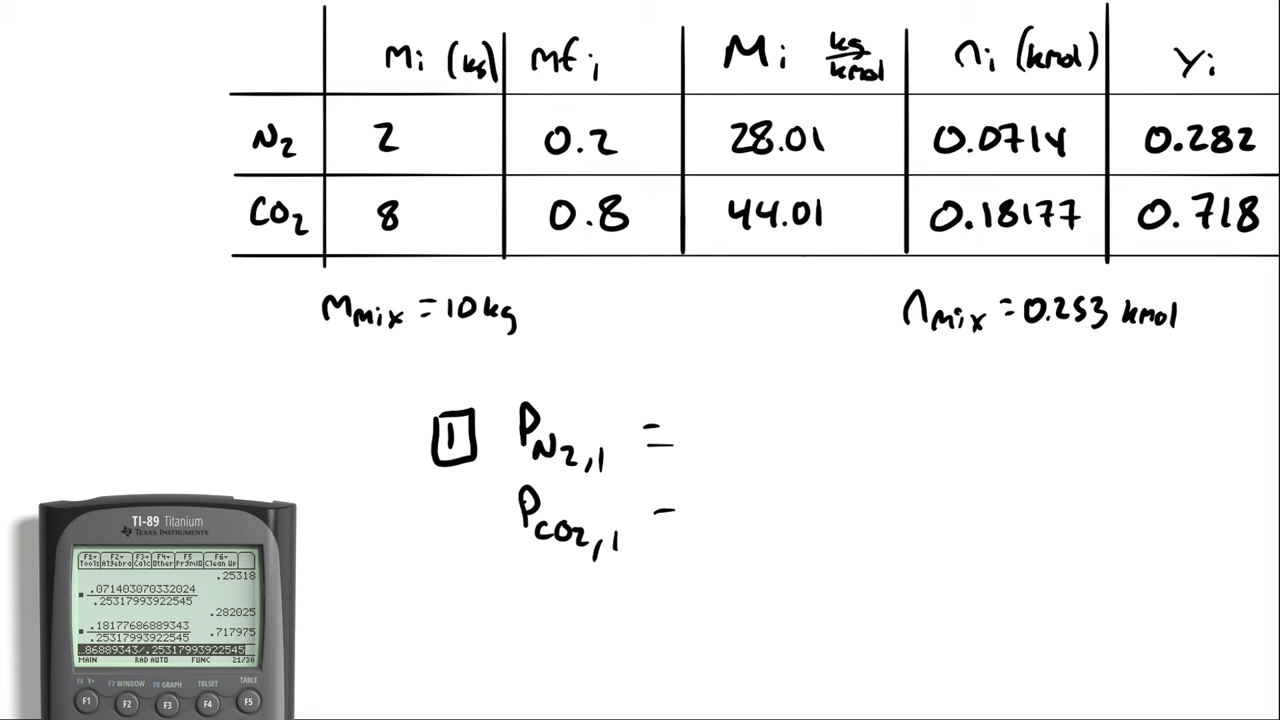 mi (kg) mfi Mi kg/kmol ni (kmol) yi
N2 2 0.2 28.01 0.0714 0.282
CO2 8 0.8 44.01 0.18177 0.718
mmix = 10 kg nmix = 0.253 kmol
1 PN2,1 =
PCO2,1 -
TI-89 Titanium
TEXAS INSTRUMENTS
F1 Tools F2 Algebra F3 Calc F4 Other F5 PrgmIO F6 Clean Up
.25318
.071403070332024
.25317993922545
.282025
.18177686889343
.25317993922545
.717975
…86889343/.25317993922545
MAIN RAD AUTO FUNC 21/30
F6 Y= F7 WINDOW F8 GRAPH TBLSET TABLE
F1 F2 F3 F4 F5